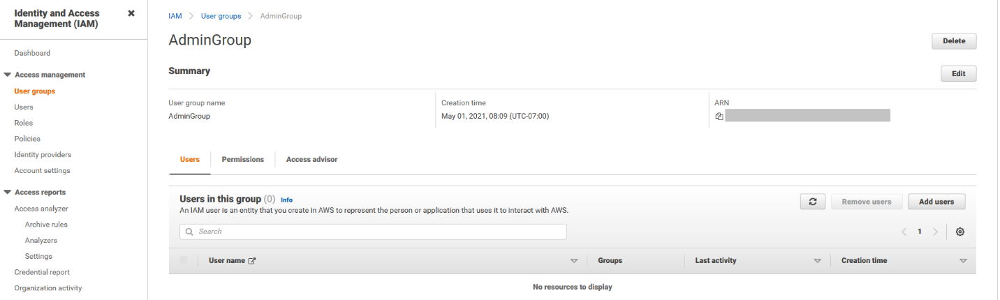 Identity and Access
Management (IAM)
Dashboard
Access management
User groups
Users
Roles
Policies
Identity providers
Account settings
Access reports
Access analyzer
Archive rules
Analyzers
Settings
Credential report
Organization activity
IAM > User groups > AdminGroup
AdminGroup
Delete
Summary
Edit
User group name
AdminGroup
Creation time
May 01, 2021, 08:09 (UTC-07:00)
ARN
Users Permissions Access advisor
Users in this group (0) Info
An IAM user is an entity that you create in AWS to represent the person or application that uses it to interact with AWS.
Remove users Add users
Search
1
User name Groups Last activity Creation time
No resources to display